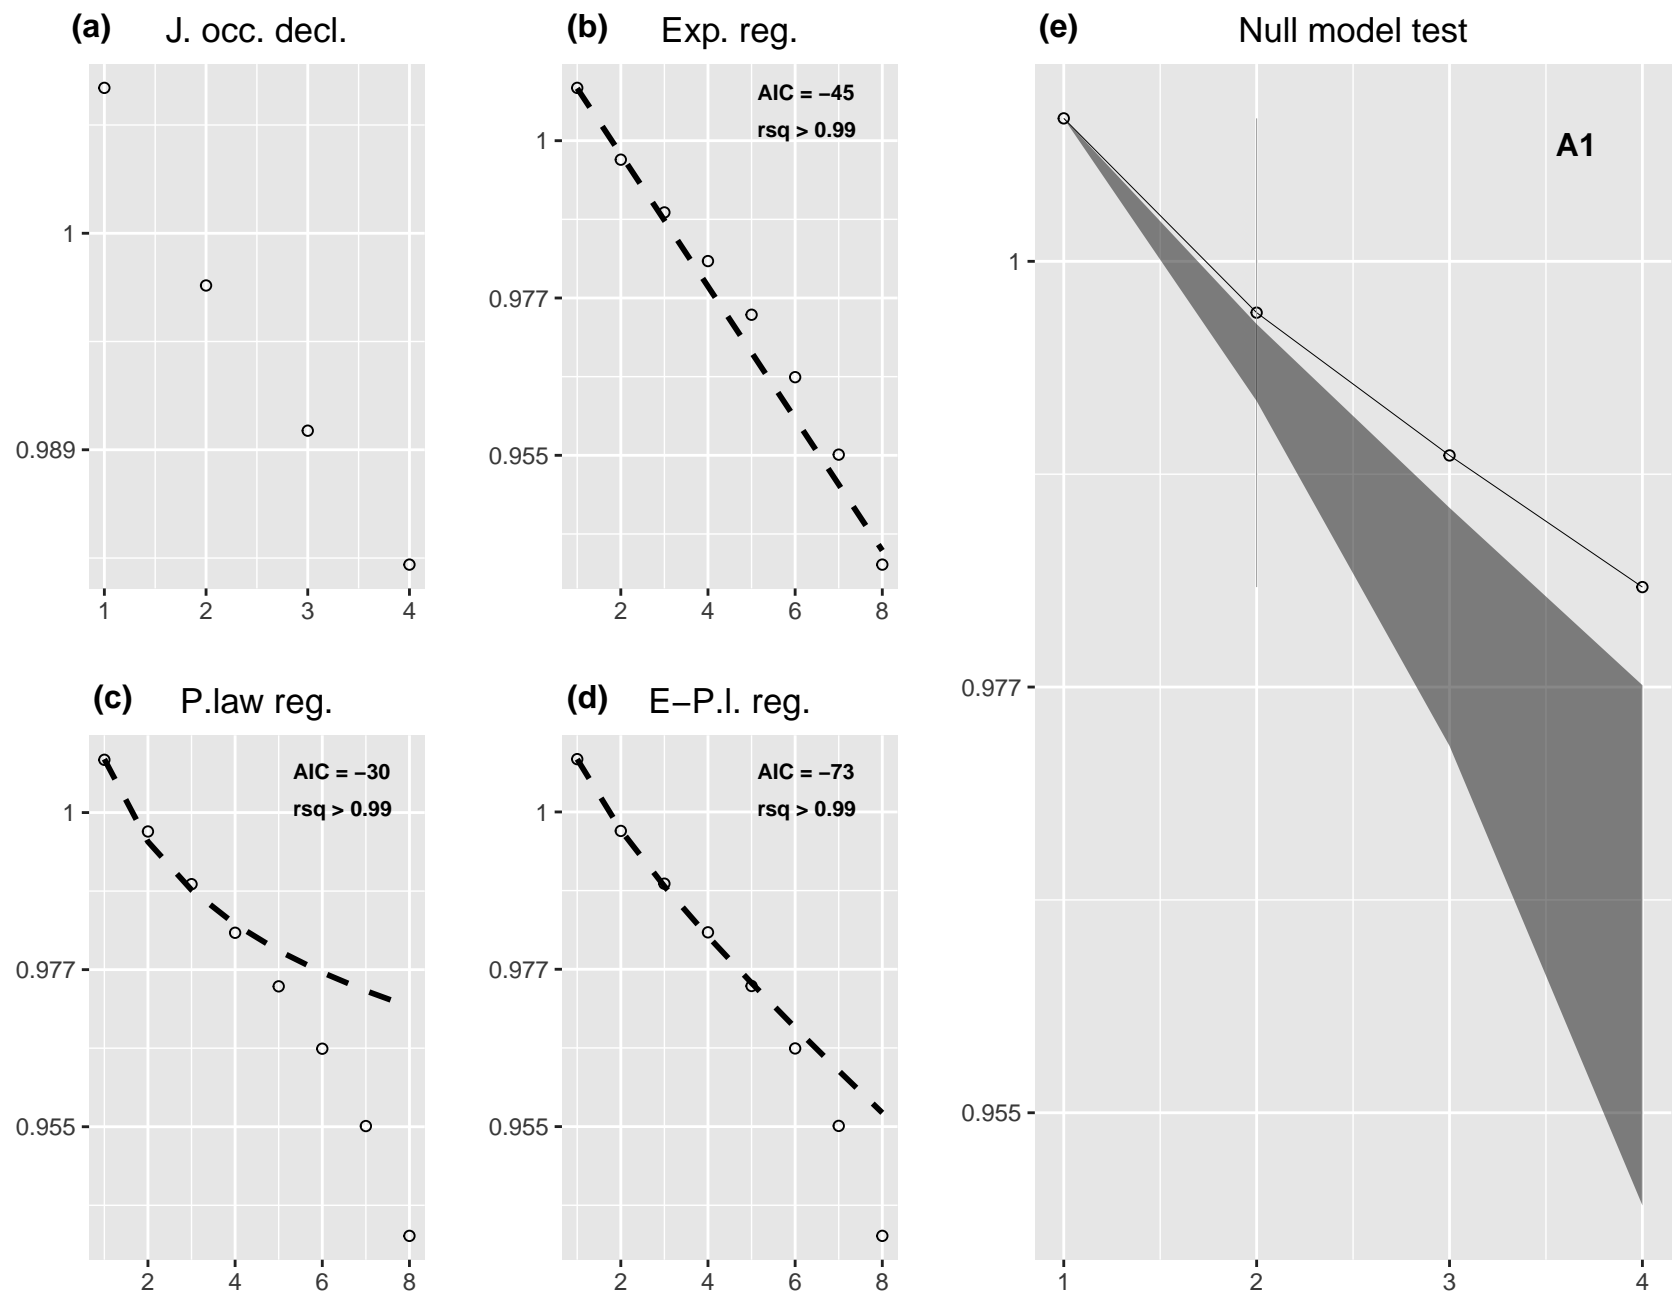 (a) J. occ. decl.
1
0.989
1 2 3 4
(b) Exp. reg.
AIC = −45
rsq > 0.99
1
0.977
0.955
2 4 6 8
(c) P.law reg.
AIC = −30
rsq > 0.99
1
0.977
0.955
2 4 6 8
(d) E−P.l. reg.
AIC = −73
rsq > 0.99
1
0.977
0.955
2 4 6 8
(e) Null model test
A1
1
0.977
0.955
1 2 3 4